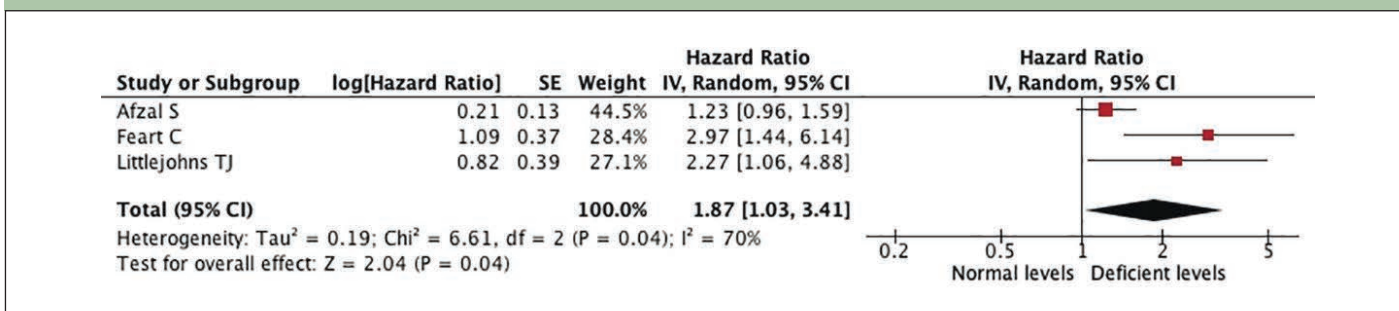 Hazard Ratio Hazard Ratio
Study or Subgroup log[Hazard Ratio] SE Weight IV, Random, 95% CI IV, Random, 95% CI
Afzal S 0.21 0.13 44.5% 1.23 [0.96, 1.59]
Feart C 1.09 0.37 28.4% 2.97 [1.44, 6.14]
Littlejohns TJ 0.82 0.39 27.1% 2.27 [1.06, 4.88]
Total (95% CI) 100.0% 1.87 [1.03, 3.41]
Heterogeneity: Tau² = 0.19; Chi² = 6.61, df = 2 (P = 0.04); I² = 70%
Test for overall effect: Z = 2.04 (P = 0.04)
0.2 0.5 1 2 5
Normal levels Deficient levels